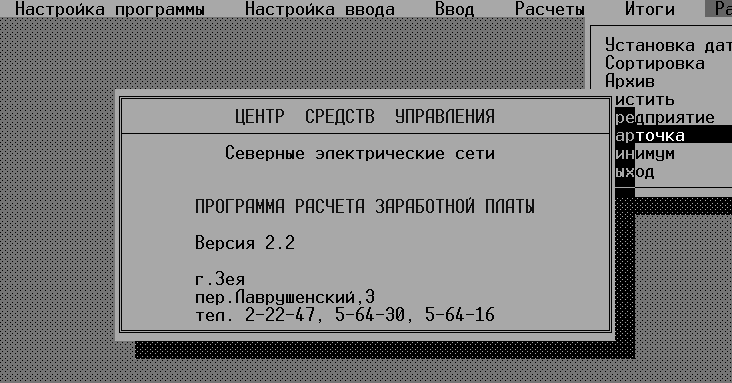 Настройка программы Настройка ввода Ввод Расчеты Итоги Ра
Установка дат
Сортировка
Архив
истить
ЦЕНТР СРЕДСТВ УПРАВЛЕНИЯ
редприятие
арточка
Северные электрические сети
инимум
ыход
ПРОГРАММА РАСЧЕТА ЗАРАБОТНОЙ ПЛАТЫ
Версия 2.2
г.Зея
пер.Лаврушенский,3
тел. 2-22-47, 5-64-30, 5-64-16